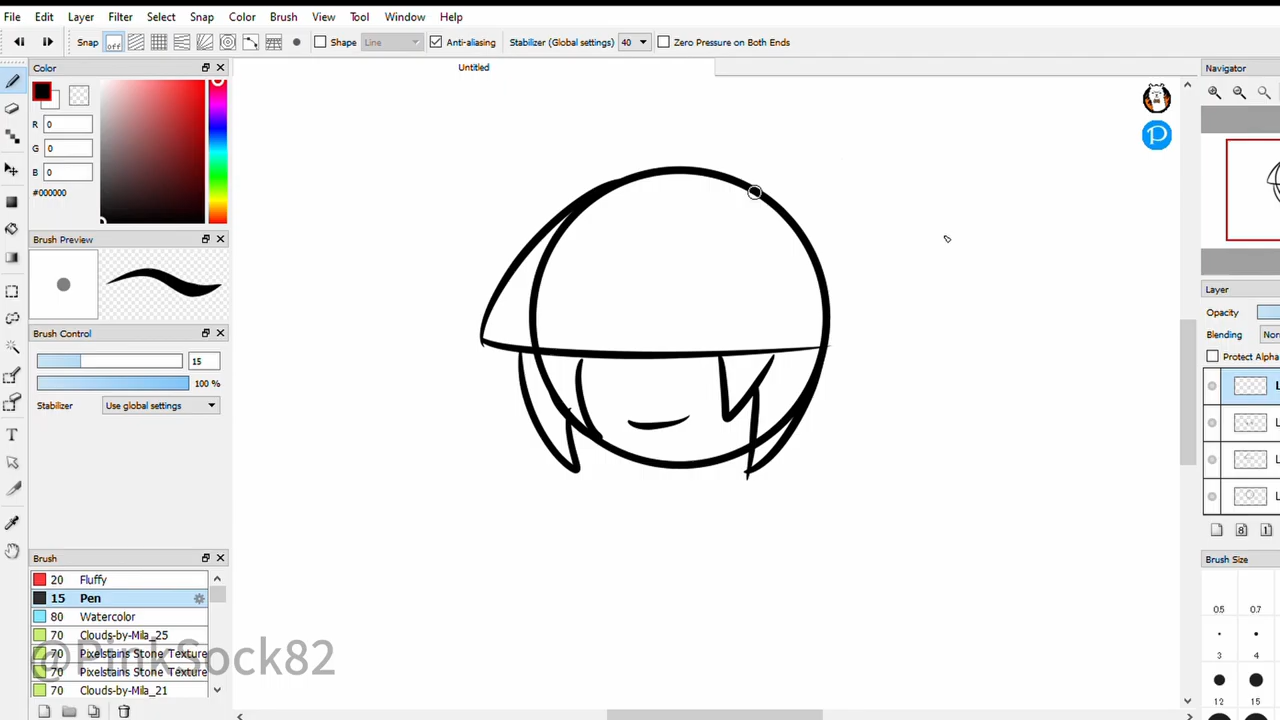 File Edit Layer Filter Select Snap Color Brush View Tool Window Help
Snap off Shape Line Anti-aliasing Stabilizer (Global settings) 40 Zero Pressure on Both Ends
Color
Untitled
Navigator
R 0
G 0
B 0
#000000
Brush Preview
Brush Control
15
100 %
Stabilizer Use global settings
Layer
Opacity
Blending
Protect Alpha
Brush
20 Fluffy
15 Pen
80 Watercolor
70 Clouds-by-Mila_25
70 Pixelstains Stone Texture
70 Pixelstains Stone Texture
70 Clouds-by-Mila_21
@PinkSock82
8 1
Brush Size
0.5 0.7
3 4
12 15
P